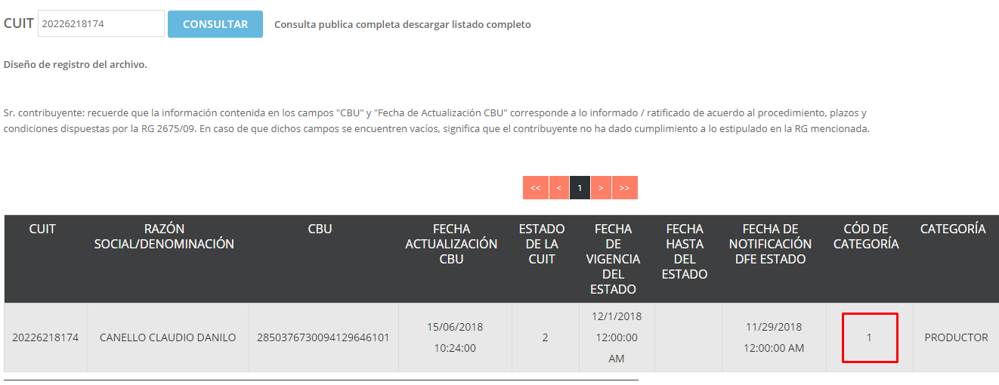 CUIT 20226218174 CONSULTAR Consulta publica completa descargar listado completo
Diseño de registro del archivo.
Sr. contribuyente: recuerde que la información contenida en los campos "CBU" y "Fecha de Actualización CBU" corresponde a lo informado / ratificado de acuerdo al procedimiento, plazos y
condiciones dispuestas por la RG 2675/09. En caso de que dichos campos se encuentren vacíos, significa que el contribuyente no ha dado cumplimiento a lo estipulado en la RG mencionada.
<< < 1 > >>
CUIT
RAZÓN
SOCIAL/DENOMINACIÓN
CBU
FECHA
ACTUALIZACIÓN
CBU
ESTADO
DE LA
CUIT
FECHA
DE
VIGENCIA
DEL
ESTADO
FECHA
HASTA
DEL
ESTADO
FECHA DE
NOTIFICACIÓN
DFE ESTADO
CÓD DE
CATEGORÍA
CATEGORÍA
20226218174
CANELLO CLAUDIO DANILO
2850376730094129646101
15/06/2018
10:24:00
2
12/1/2018
12:00:00
AM
11/29/2018
12:00:00 AM
1
PRODUCTOR